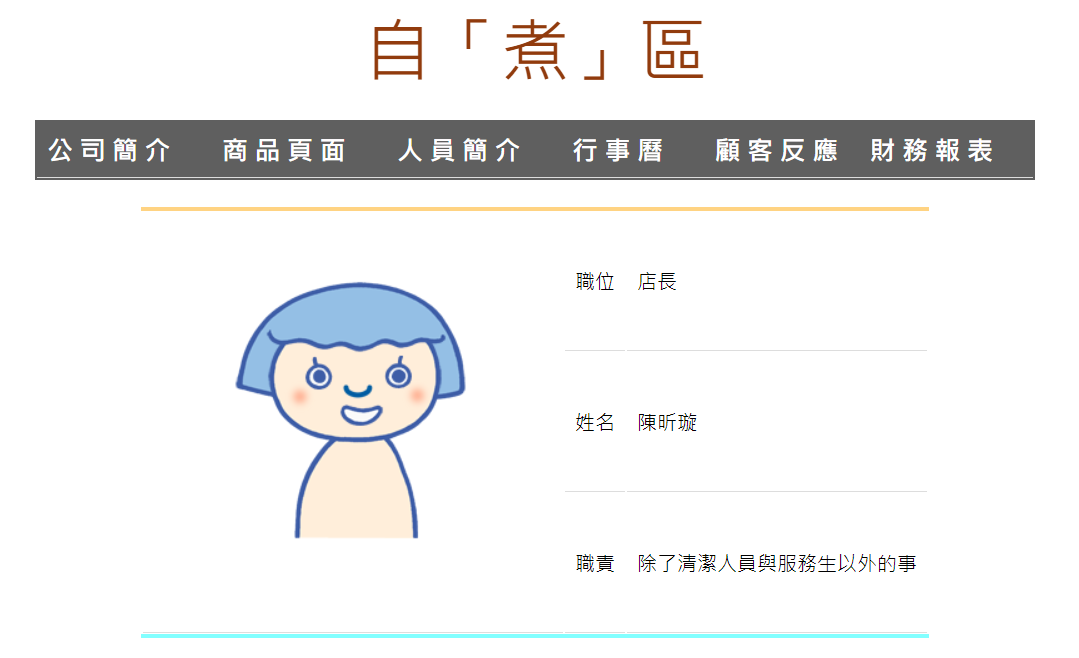 自「煮」區
公司簡介 商品頁面 人員簡介 行事曆 顧客反應 財務報表
職位 店長
姓名 陳昕璇
職責 除了清潔人員與服務生以外的事